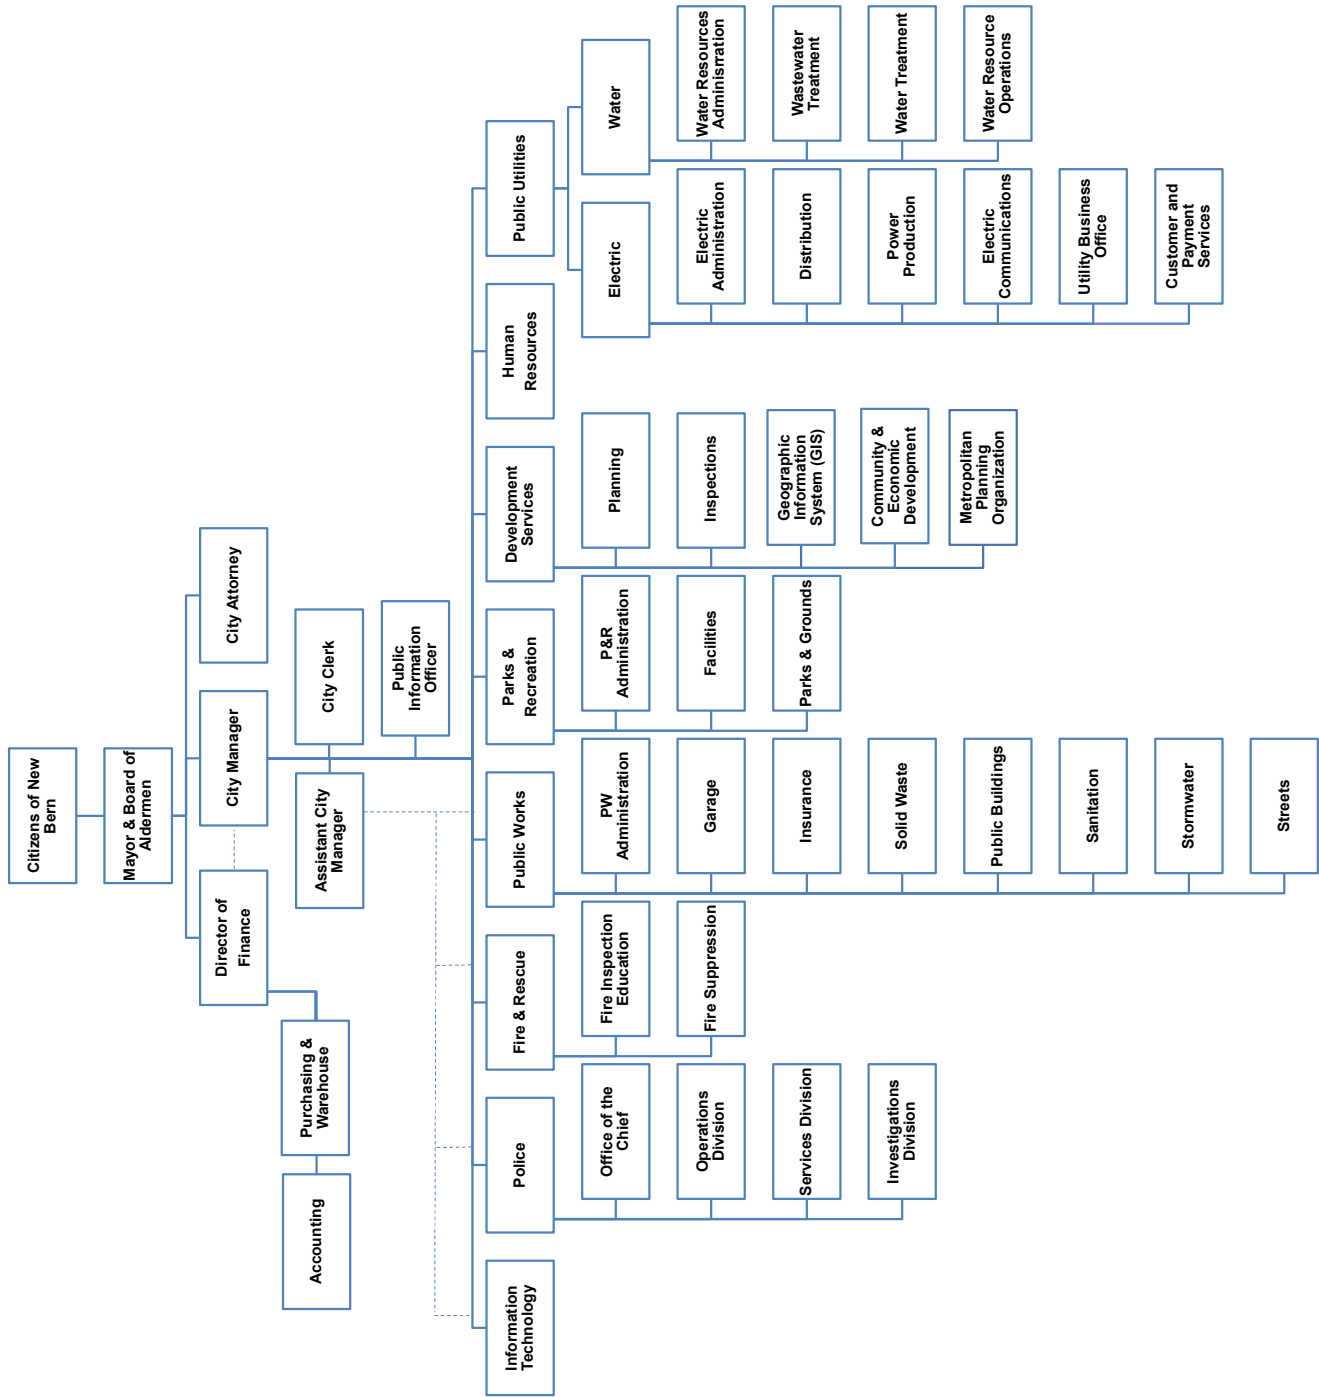 Citizens of New
Bern
Mayor & Board of
Aldermen
Director of
Finance
City Manager
City Attorney
Accounting
Purchasing &
Warehouse
Assistant City
Manager
City Clerk
Public
Information
Officer
Information
Technology
Police
Fire & Rescue
Public Works
Parks &
Recreation
Development
Services
Human
Resources
Public Utilities
Office of the
Chief
Operations
Division
Services Division
Investigations
Division
Fire Inspection
Education
Fire Suppression
PW
Administration
Garage
Insurance
Solid Waste
Public Buildings
Sanitation
Stormwater
Streets
P&R
Administration
Facilities
Parks & Grounds
Planning
Inspections
Geographic
Information
System (GIS)
Community &
Economic
Development
Metropolitan
Planning
Organization
Electric
Electric
Administration
Distribution
Power
Production
Electric
Communications
Utility Business
Office
Customer and
Payment
Services
Water
Water Resources
Adminisrration
Wastewater
Treatment
Water Treatment
Water Resource
Operations